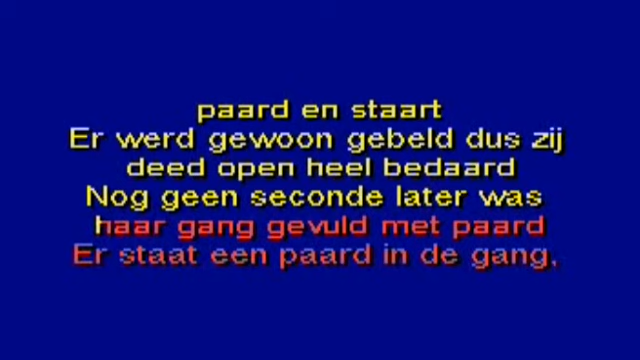 paard en staart
Er werd gewoon gebeld dus zij
deed open heel bedaard
Nog geen seconde later was
haar gang gevuld met paard
Er staat een paard in de gang,